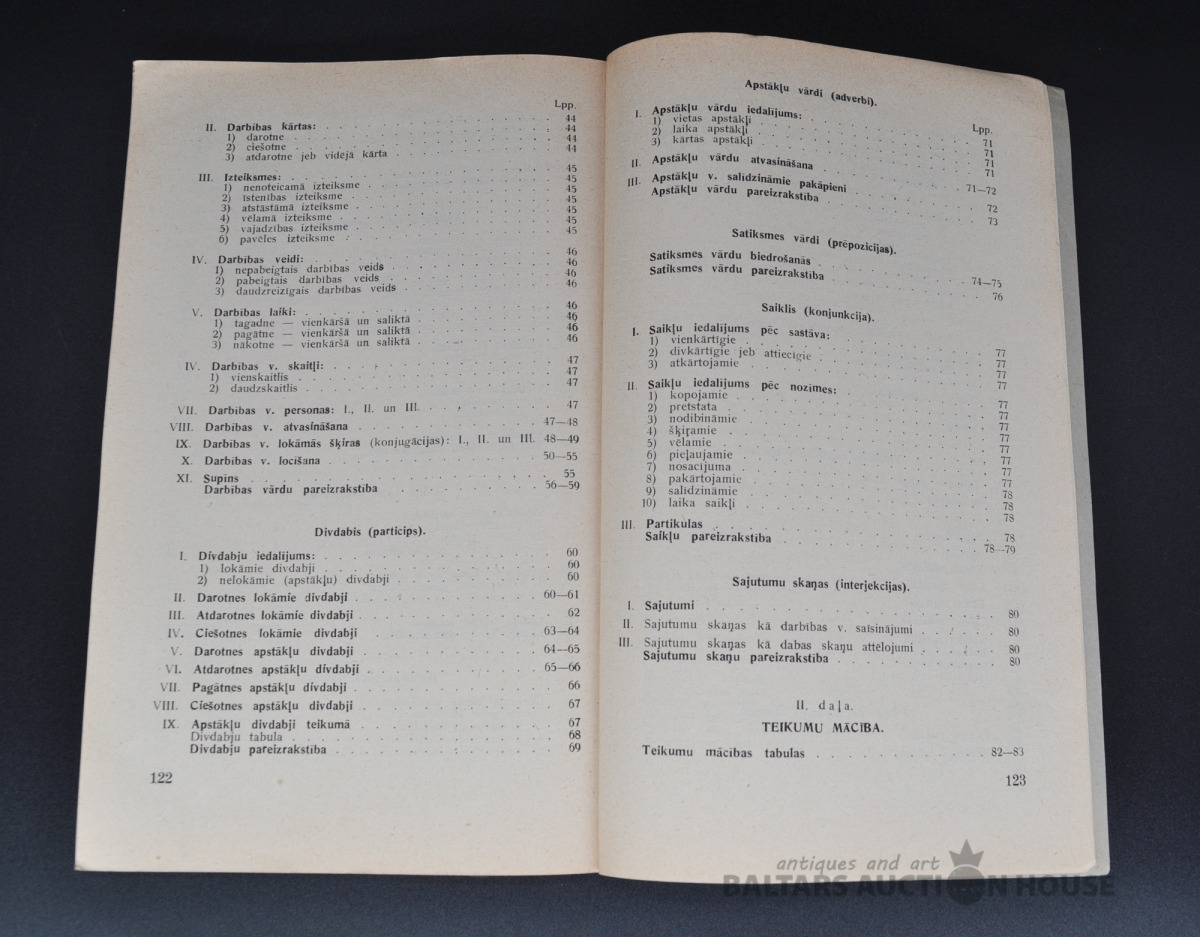 Lpp.
II. Darbības kārtas: 44
1) darotne 44
2) ciešotne 44
3) atdarotne jeb vidējā kārta 44
III. Izteiksmes: 45
1) nenoteicamā izteiksme 45
2) īstenības izteiksme 45
3) atstāstāmā izteiksme 45
4) vēlamā izteiksme 45
5) vajadzības izteiksme 45
6) pavēles izteiksme 45
IV. Darbības veidi: 46
1) nepabeigtais darbības veids 46
2) pabeigtais darbības veids 46
3) daudzreizīgais darbības veids 46
V. Darbības laiki: 46
1) tagadne — vienkāršā un saliktā 46
2) pagātne — vienkāršā un saliktā 46
3) nākotne — vienkāršā un saliktā 46
IV. Darbības v. skaitļi: 47
1) vienskaitlis 47
2) daudzskaitlis 47
VII. Darbības v. personas: I., II. un III. 47
VIII. Darbības v. atvasināšana 47—48
IX. Darbības v. lokāmās šķiras (konjugācijas): I., II. un III. 48—49
X. Darbības v. locīšana 50—55
XI. Supīns 55
Darbības vārdu pareizrakstība 56—59
Divdabis (particips).
I. Divdabju iedalījums: 60
1) lokāmie divdabji 60
2) nelokāmie (apstākļu) divdabji 60
II. Darotnes lokāmie divdabji 60—61
III. Atdarotnes lokāmie divdabji 62
IV. Ciešotnes lokāmie divdabji 63—64
V. Darotnes apstākļu divdabji 64—65
VI. Atdarotnes apstākļu divdabji 65—66
VII. Pagātnes apstākļu divdabji 66
VIII. Ciešotnes apstākļu divdabji 67
IX. Apstākļu divdabji teikumā 67
Divdabju tabula 68
Divdabju pareizrakstība 69
122
Apstākļu vārdi (adverbi).
Lpp.
I. Apstākļu vārdu iedalījums: 71
1) vietas apstākļi 71
2) laika apstākļi 71
3) kārtas apstākļi 71
II. Apstākļu vārdu atvasināšana 71—72
III. Apstākļu v. salīdzināmie pakāpieni 72
Apstākļu vārdu pareizrakstība 73
Satiksmes vārdi (prēpozicijas).
Satiksmes vārdu biedrošanās 74—75
Satiksmes vārdu pareizrakstība 76
Saiklis (konjunkcija).
I. Saikļu iedalījums pēc sastāva: 77
1) vienkārtīgie 77
2) divkārtīgie jeb attiecīgie 77
3) atkārtojamie 77
II. Saikļu iedalījums pēc nozīmes: 77
1) kopojamie 77
2) pretstata 77
3) nodibināmie 77
4) šķiramie 77
5) vēlamie 77
6) pieļaujamie 77
7) nosacījuma 77
8) pakārtojamie 78
9) salīdzināmie 78
10) laika saikļi 78
III. Partikulas 78
Saikļu pareizrakstība 78—79
Sajutumu skaņas (interjekcijas).
I. Sajutumi 80
II. Sajutumu skaņas kā darbības v. saīsinājumi 80
III. Sajutumu skaņas kā dabas skaņu attēlojumi 80
Sajutumu skaņu pareizrakstība 80
II. daļa.
TEIKUMU MĀCĪBA.
Teikumu mācības tabulas 82—83
123
antiques and art
BALTARS AUCTION HOUSE